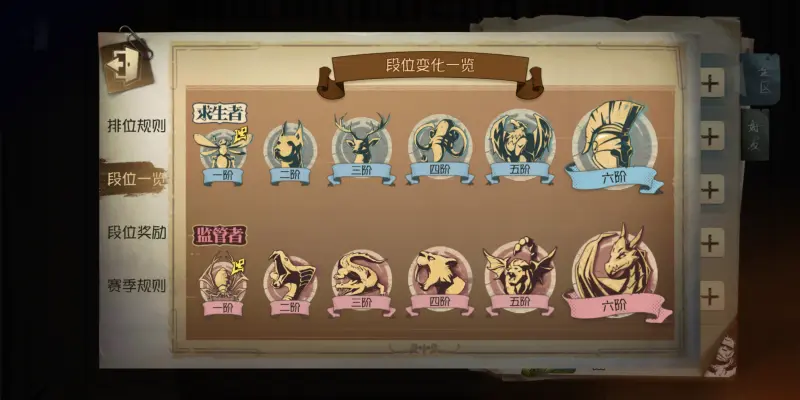 段位变化一览
排位规则
段位一览
段位奖励
赛季规则
求生者
一阶
二阶
三阶
四阶
五阶
六阶
监管者
一阶
二阶
三阶
四阶
五阶
六阶